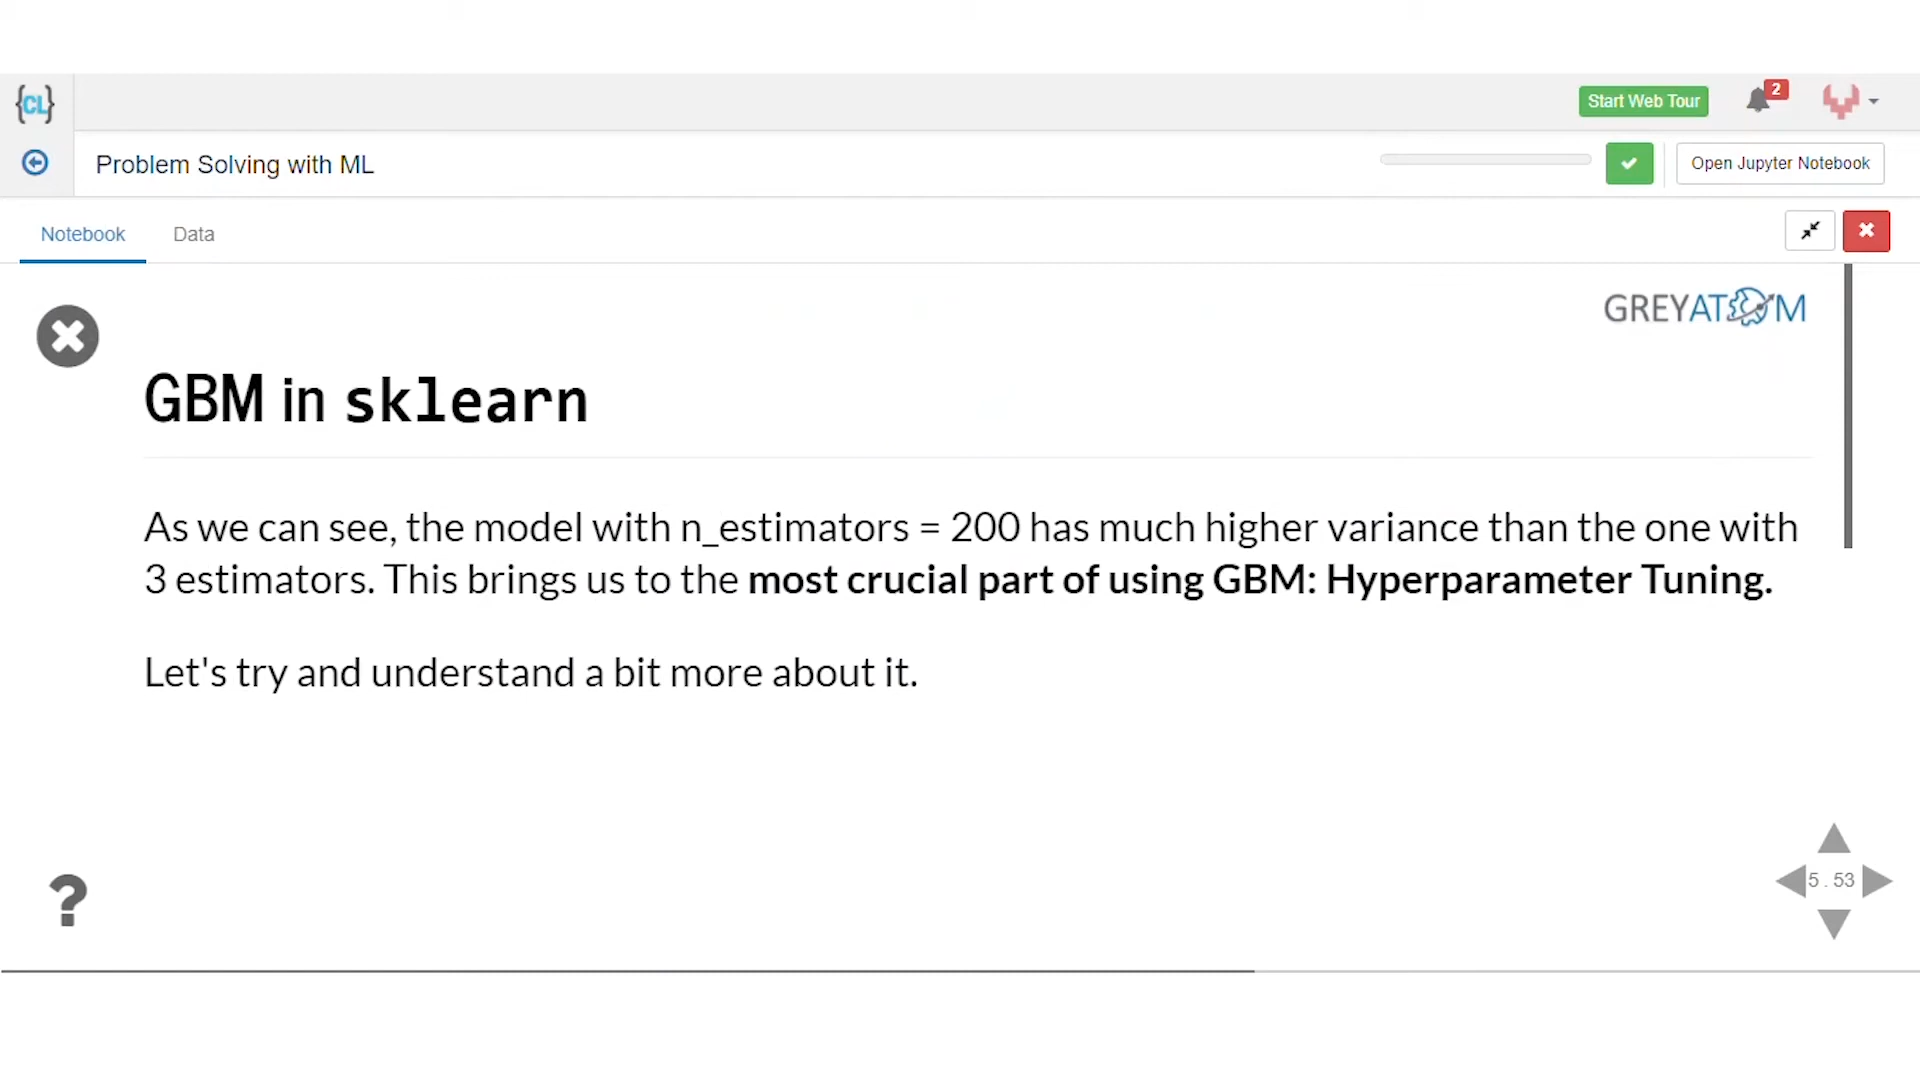 {CL}
Start Web Tour
2
Problem Solving with ML
Open Jupyter Notebook
Notebook
Data
GREYATOM
GBM in sklearn
As we can see, the model with n_estimators = 200 has much higher variance than the one with
3 estimators. This brings us to the most crucial part of using GBM: Hyperparameter Tuning.
Let's try and understand a bit more about it.
?
5 . 53